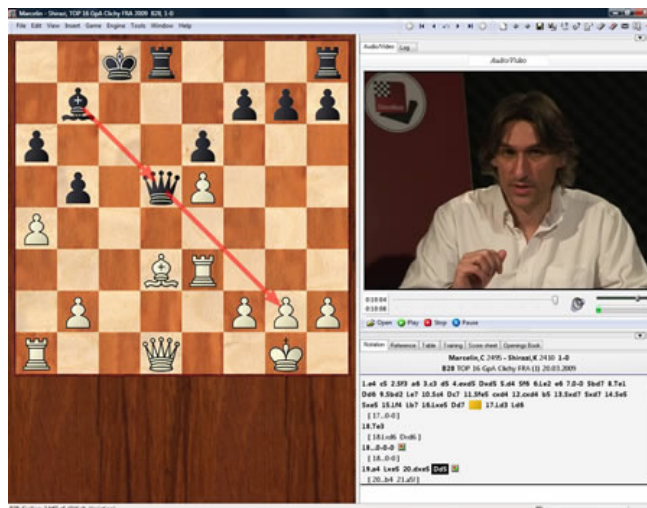 Marcelin - Shirazi, TOP 16 GpA Clichy FRA 2009 B28, 1-0
File Edit View Insert Game Engine Tools Window Help
Audio/Video Log
Audio/Video
0:10:04
0:10:08
Open Play Stop Pause
Notation Reference Table Training Score sheet Openings Book
Marcelin,C 2495 - Shirazi,K 2410 1-0
B28 TOP 16 GpA Clichy FRA (1) 20.03.2009
1.e4 c5 2.Sf3 a6 3.c3 d5 4.exd5 Dxd5 5.d4 Sf6 6.Le2 e6 7.0-0 Sbd7 8.Te1
Dd6 9.Sbd2 Le7 10.Sc4 Dc7 11.Sfe5 cxd4 12.cxd4 b5 13.Sxd7 Sxd7 14.Se5
Sxe5 15.Lf4 Lb7 16.Lxe5 Dd7 17.Ld3 Ld6
[ 17...0-0 ]
18.Te3
[ 18.Lxd6 Dxd6 ]
18...0-0-0
[ 18...0-0 ]
19.a4 Lxe5 20.dxe5 Dd5
[ 20...b4 21.a5! ]